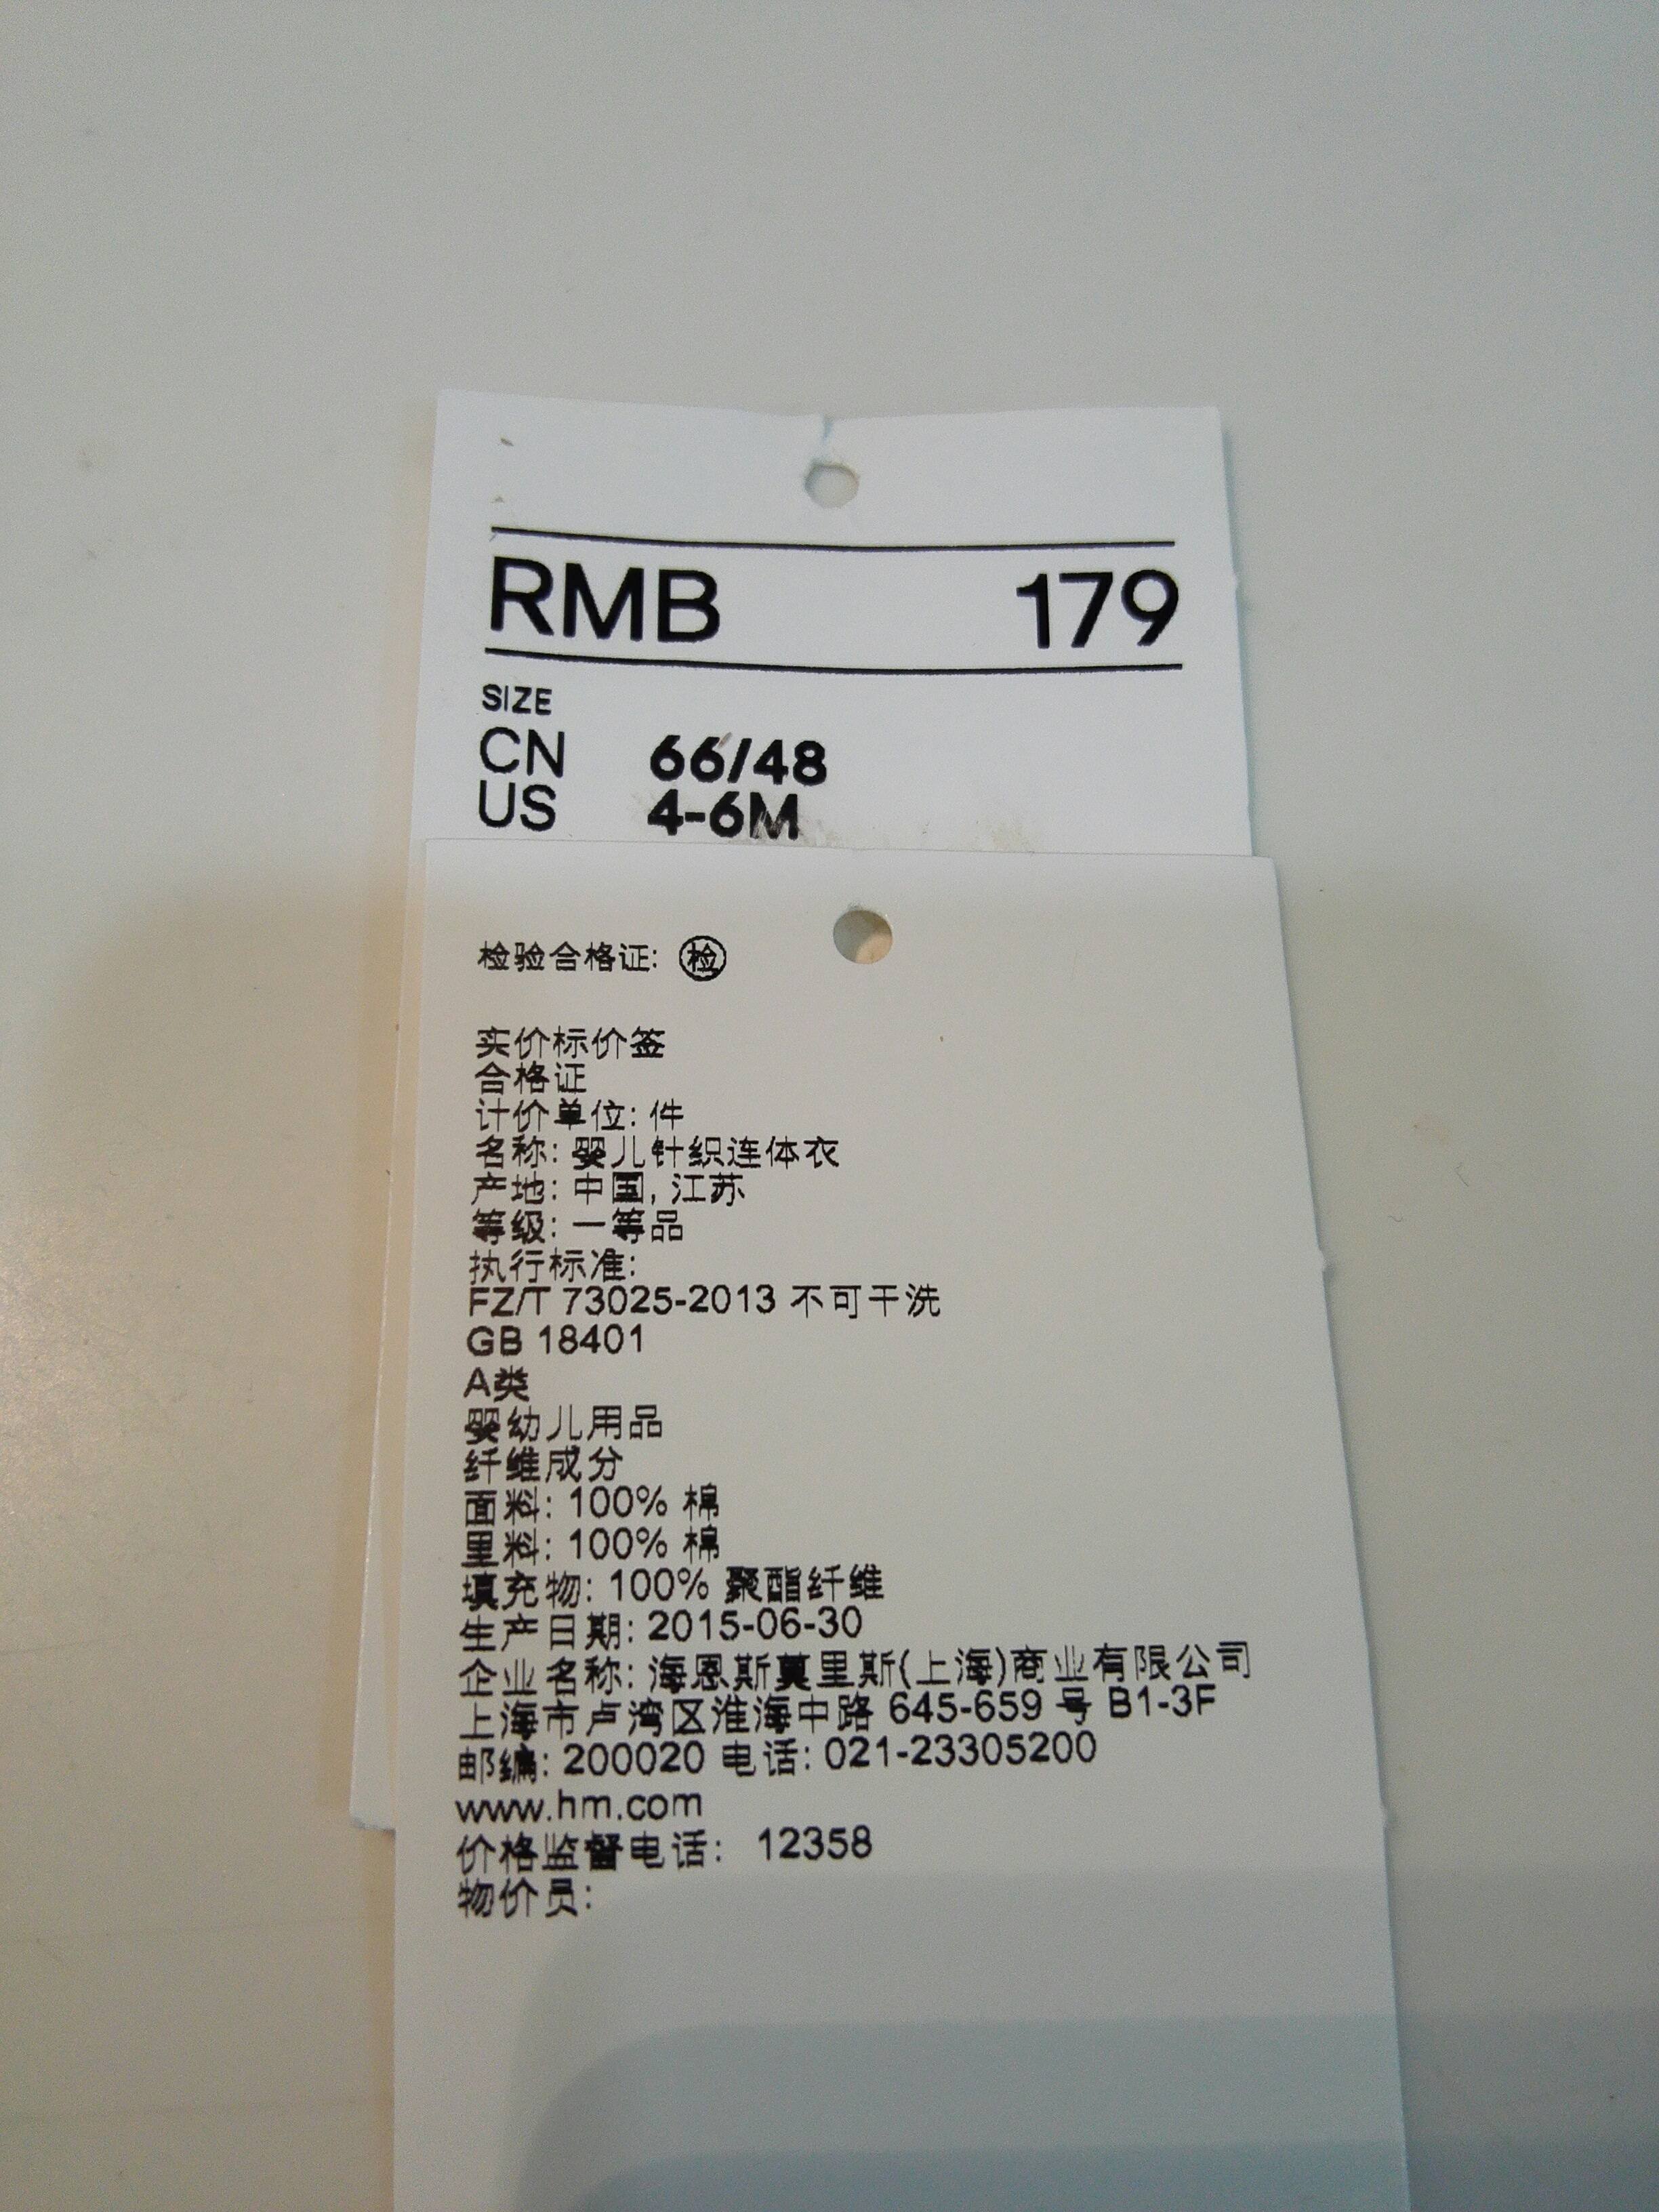 RMB 179
SIZE
CN 66/48
US 4-6M
检验合格证: 检
实价标价签
合格证
计价单位: 件
名称: 婴儿针织连体衣
产地: 中国, 江苏
等级: 一等品
执行标准:
FZ/T 73025-2013 不可干洗
GB 18401
A类
婴幼儿用品
纤维成分
面料: 100% 棉
里料: 100% 棉
填充物: 100% 聚酯纤维
生产日期: 2015-06-30
企业名称: 海恩斯莫里斯(上海)商业有限公司
上海市卢湾区淮海中路 645-659 号 B1-3F
邮编: 200020 电话: 021-23305200
www.hm.com
价格监督电话: 12358
物价员: